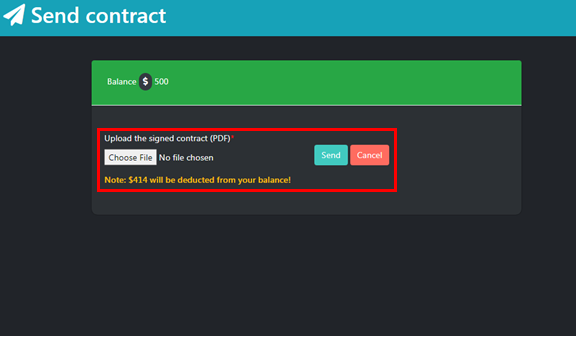 Send contract
Balance $ 500
Upload the signed contract (PDF)*
Choose File No file chosen
Send Cancel
Note: $414 will be deducted from your balance!